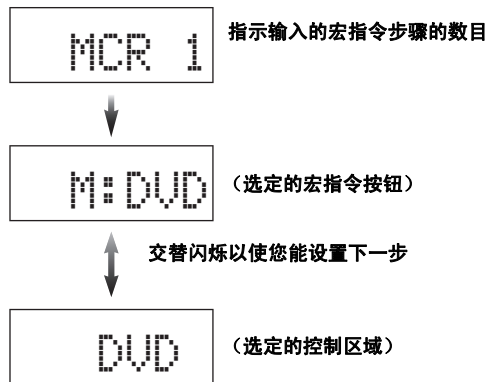 MCR 1
指示输入的宏指令步骤的数目
M:DVD
（选定的宏指令按钮）
交替闪烁以使您能设置下一步
DVD
（选定的控制区域）